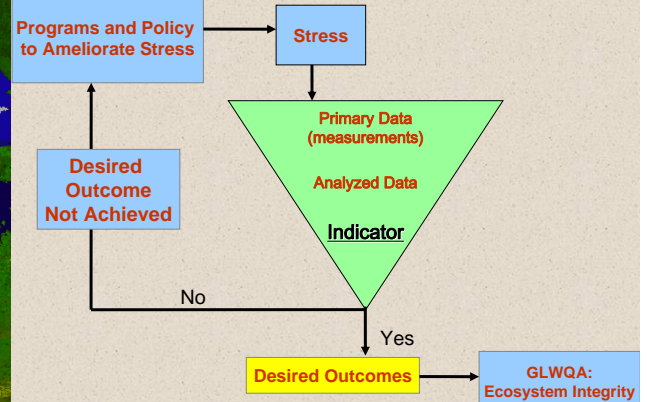 Programs and Policy
to Ameliorate Stress
Stress
Primary Data
(measurements)
Analyzed Data
Indicator
Desired
Outcome
Not Achieved
No
Yes
Desired Outcomes
GLWQA:
Ecosystem Integrity